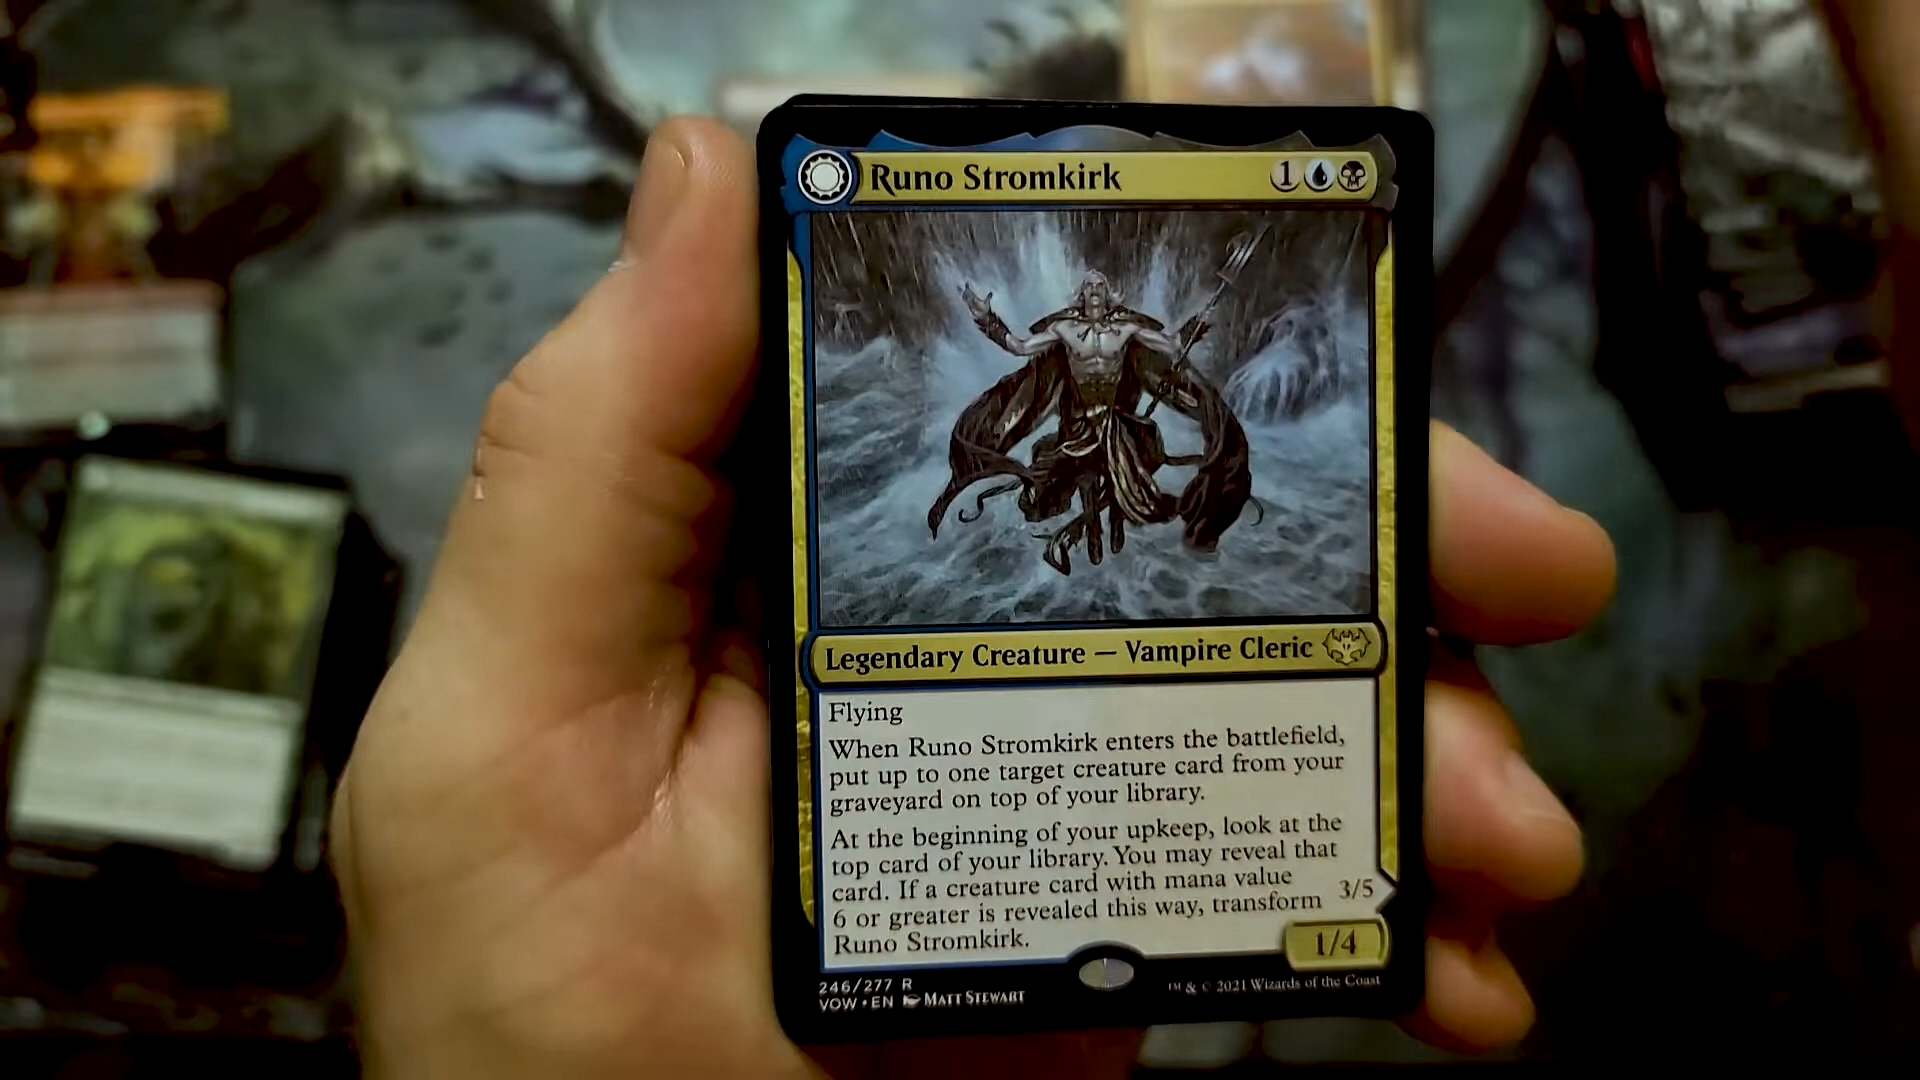 Runo Stromkirk 1
Legendary Creature — Vampire Cleric
Flying
When Runo Stromkirk enters the battlefield,
put up to one target creature card from your
graveyard on top of your library.
At the beginning of your upkeep, look at the
top card of your library. You may reveal that
card. If a creature card with mana value
6 or greater is revealed this way, transform
Runo Stromkirk.
3/5
1/4
246/277 R
VOW • EN MATT STEWART
™ & © 2021 Wizards of the Coast